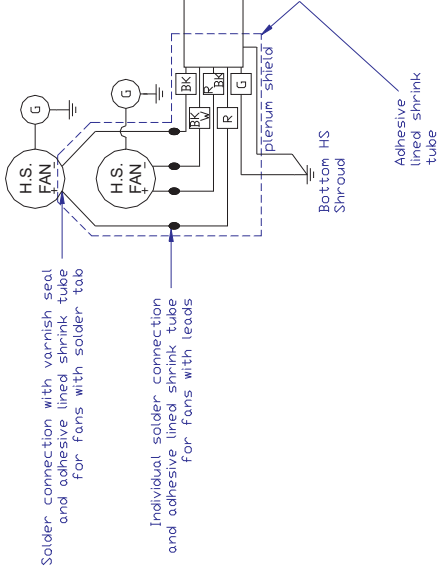 Solder connection with varnish seal
and adhesive lined shrink tube
for fans with solder tab
Individual solder connection
and adhesive lined shrink tube
for fans with leads
G
H.S.
FAN
+ -
G
H.S.
FAN
+ -
BK
BK
W
R
BK
R
G
plenum shield
Bottom HS
Shroud
Adhesive
lined shrink
tube